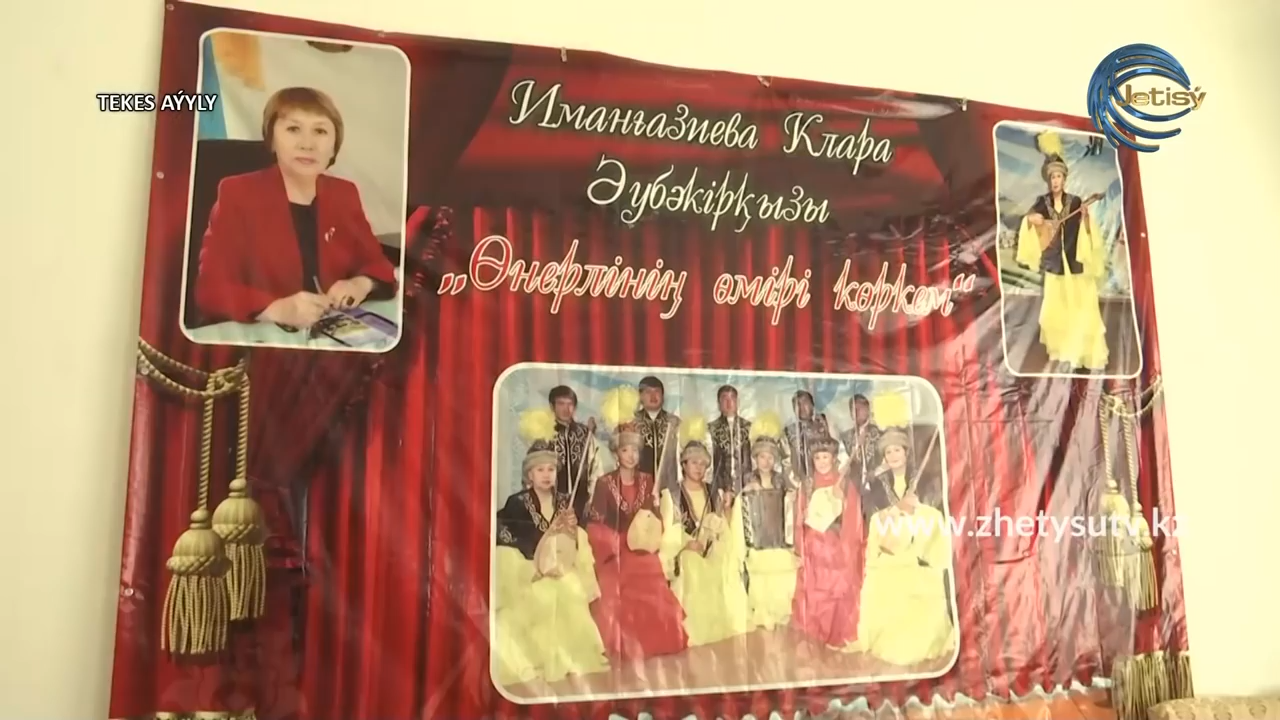 TEKES AÝYLY
Jetisý
Иманғазиева Клара
Әубәкірқызы
„Өнерлінің өмірі көркем“
www.zhetysutv.kz